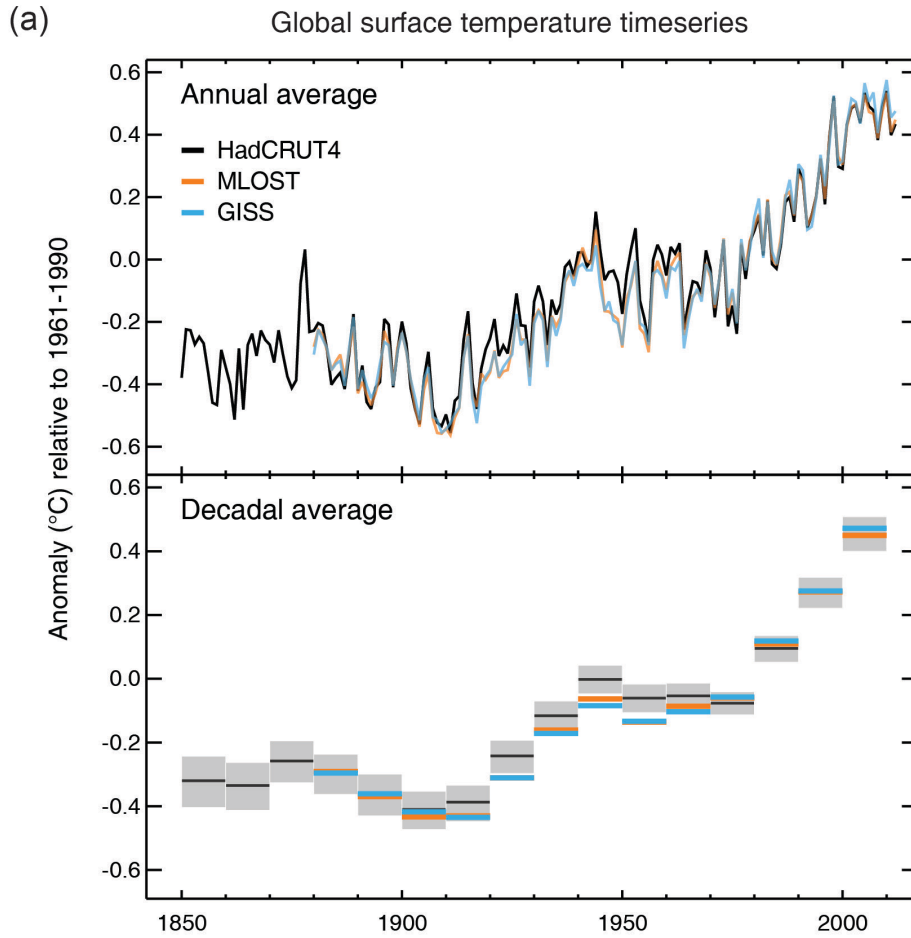 (a)
Global surface temperature timeseries
Anomaly (°C) relative to 1961-1990
0.6
0.4
0.2
0.0
-0.2
-0.4
-0.6
Annual average
HadCRUT4
MLOST
GISS
0.6
0.4
0.2
0.0
-0.2
-0.4
-0.6
Decadal average
1850
1900
1950
2000